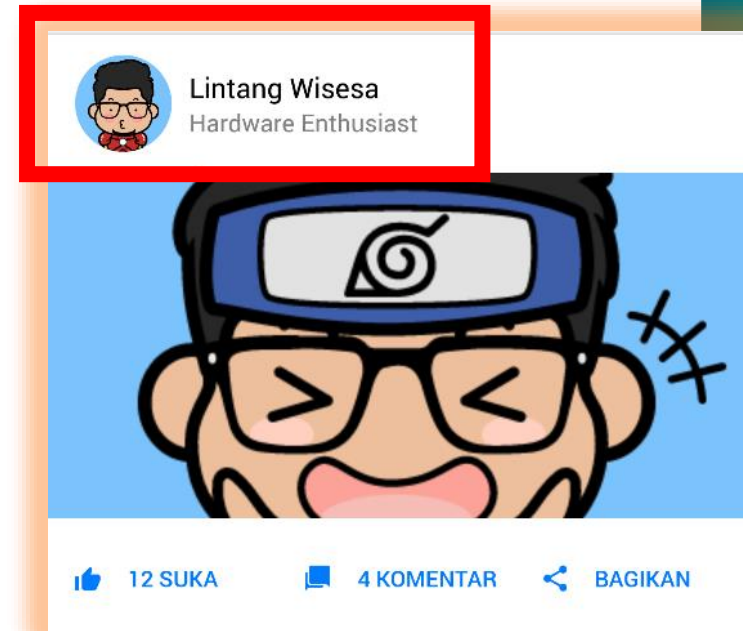 Lintang Wisesa
Hardware Enthusiast
12 SUKA
4 KOMENTAR
BAGIKAN